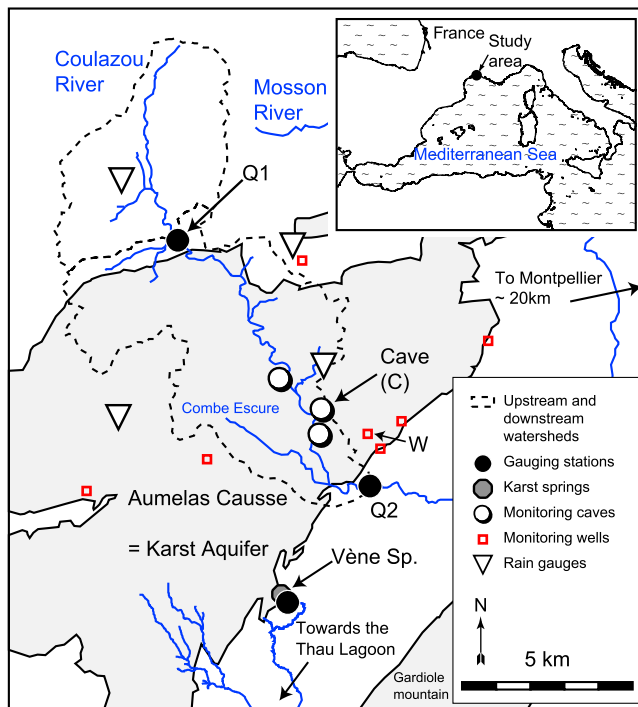 Coulazou
River
Mosson
River
France
Study
area
Mediterranean Sea
Q1
To Montpellier
~ 20km
Cave
(C)
Combe Escure
W
Aumelas Causse
= Karst Aquifer
Q2
Vène Sp.
Towards the
Thau Lagoon
Gardiole
mountain
Upstream and
downstream
watersheds
Gauging stations
Karst springs
Monitoring caves
Monitoring wells
Rain gauges
N
5 km